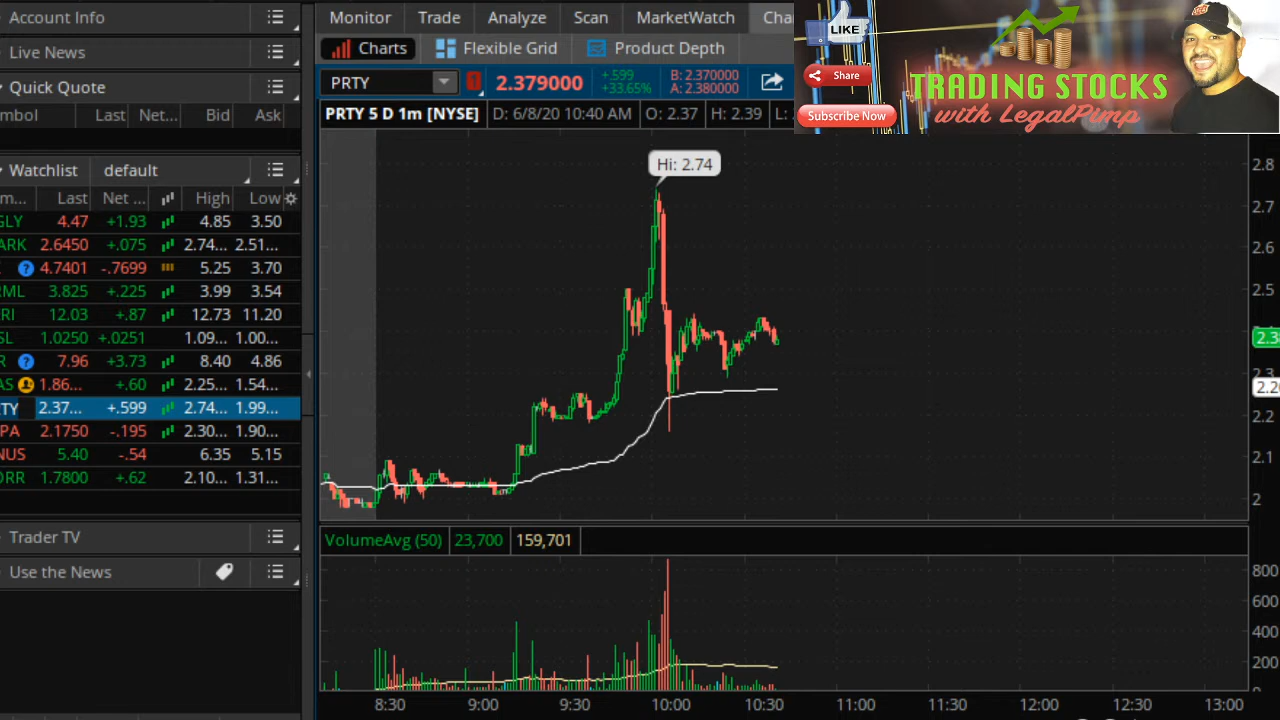 Account Info
Live News
Quick Quote
mbol Last Net... Bid Ask
Watchlist default
m... Last Net ... High Low
GLY 4.47 +1.93 4.85 3.50
ARK 2.6450 +.075 2.74... 2.51...
? 4.7401 -.7699 5.25 3.70
RML 3.825 +.225 3.99 3.54
RI 12.03 +.87 12.73 11.20
SL 1.0250 +.0251 1.09... 1.00...
R ? 7.96 +3.73 8.40 4.86
AS 1.86... +.60 2.25... 1.54...
TY 2.37... +.599 2.74... 1.99...
PA 2.1750 -.195 2.30... 1.90...
NUS 5.40 -.54 6.35 5.15
ORR 1.7800 +.62 2.10... 1.31...
Trader TV
Use the News
Monitor Trade Analyze Scan MarketWatch Cha
Charts Flexible Grid Product Depth
PRTY 1 2.379000 +.599 +33.65% B: 2.370000 A: 2.380000
PRTY 5 D 1m [NYSE] D: 6/8/20 10:40 AM O: 2.37 H: 2.39 L:
LIKE
Share
Subscribe Now
TRADING STOCKS
with LegalPimp
Hi: 2.74
2.8
2.7
2.6
2.5
2.3
2.2
2.1
2
VolumeAvg (50) 23,700 159,701
800
600
400
200
8:30 9:00 9:30 10:00 10:30 11:00 11:30 12:00 12:30 13:00